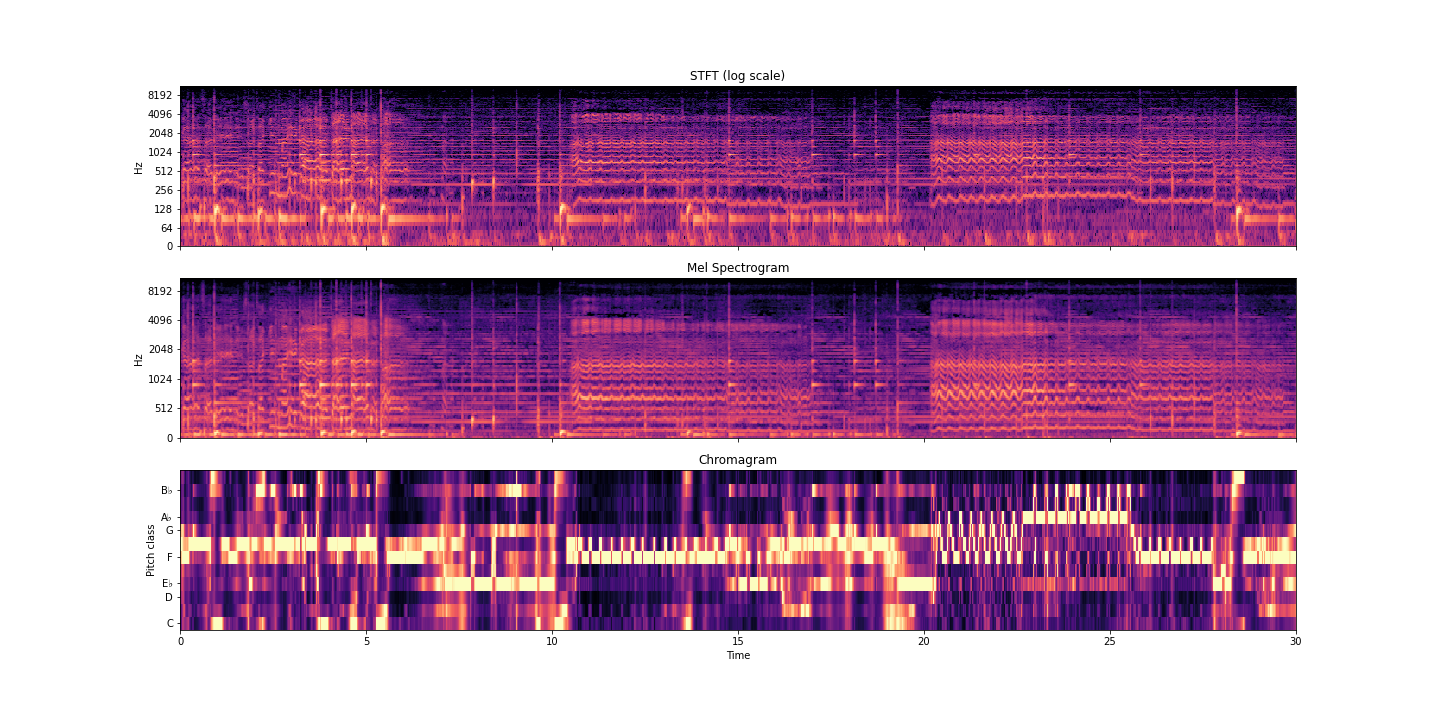 STFT (log scale)
8192
4096
2048
1024
512
256
128
64
0
Hz
Mel Spectrogram
8192
4096
2048
1024
512
0
Hz
Chromagram
B♭
A♭
G
F
E♭
D
C
Pitch class
0 5 10 15 20 25 30
Time